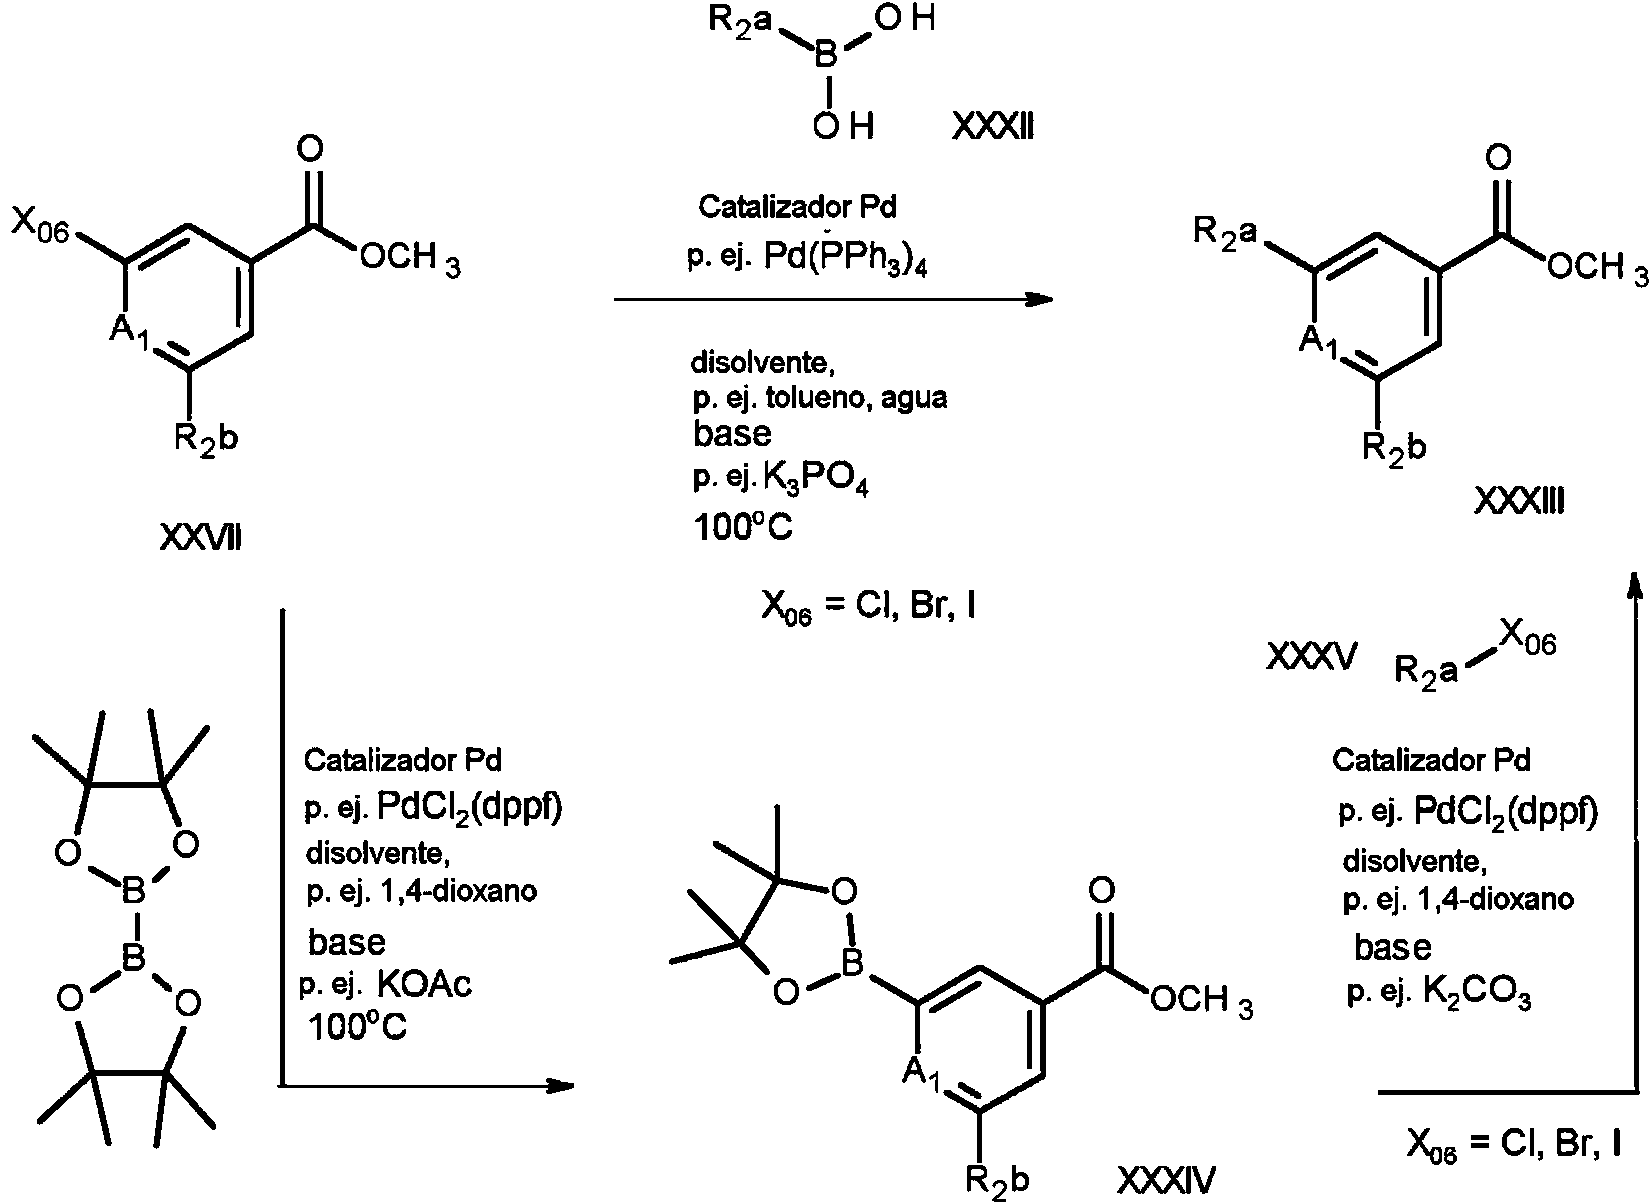 R2a
OH
B
OH
XXXII
O
X06
OCH3
A1
R2b
XXVII
Catalizador Pd
p. ej. Pd(PPh3)4
disolvente,
p. ej. tolueno, agua
base
p. ej. K3PO4
100ºC
X06 = Cl, Br, I
O
R2a
OCH3
A1
R2b
XXXIII
O
O
B
B
O
O
Catalizador Pd
p. ej. PdCl2(dppf)
disolvente,
p. ej. 1,4-dioxano
base
p. ej. KOAc
100ºC
O
B
O
O
OCH3
A1
R2b
XXXIV
XXXV
R2a
X06
Catalizador Pd
p. ej. PdCl2(dppf)
disolvente,
p. ej. 1,4-dioxano
base
p. ej. K2CO3
X06 = Cl, Br, I